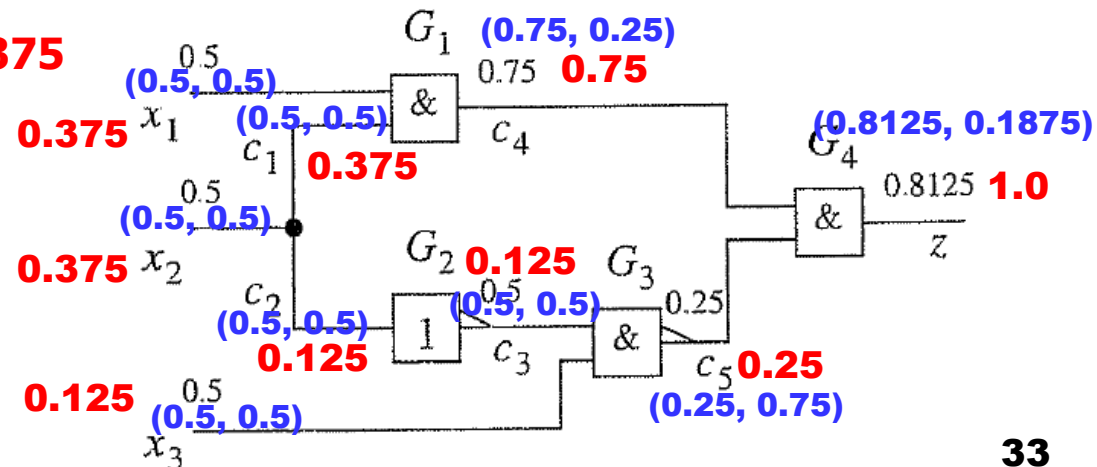 G1 (0.75, 0.25)
375
0.5
0.75 0.75
(0.5, 0.5)
&
0.375 x1 (0.5, 0.5)
c4
(0.8125, 0.1875)
c1 0.375
G4
0.5
0.8125 1.0
(0.5, 0.5)
&
z
0.375 x2
G2 0.125 G3
c2
0.5
(0.5, 0.5)
0.25
(0.5, 0.5)
1
&
0.125
c3
c5 0.25
0.125 0.5
(0.5, 0.5)
(0.25, 0.75)
x3
33